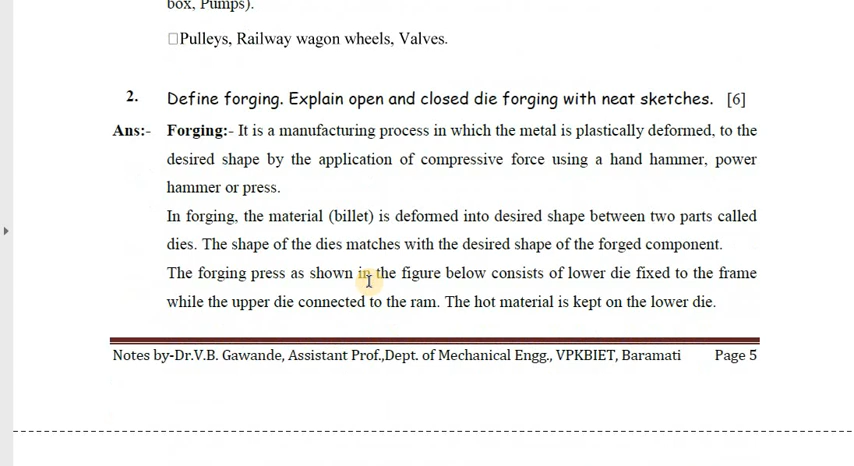 box, Pumps).
□Pulleys, Railway wagon wheels, Valves.
2. Define forging. Explain open and closed die forging with neat sketches. [6]
Ans:- Forging:- It is a manufacturing process in which the metal is plastically deformed, to the
desired shape by the application of compressive force using a hand hammer, power
hammer or press.
In forging, the material (billet) is deformed into desired shape between two parts called
dies. The shape of the dies matches with the desired shape of the forged component.
The forging press as shown in the figure below consists of lower die fixed to the frame
while the upper die connected to the ram. The hot material is kept on the lower die.
Notes by-Dr.V.B. Gawande, Assistant Prof.,Dept. of Mechanical Engg., VPKBIET, Baramati Page 5